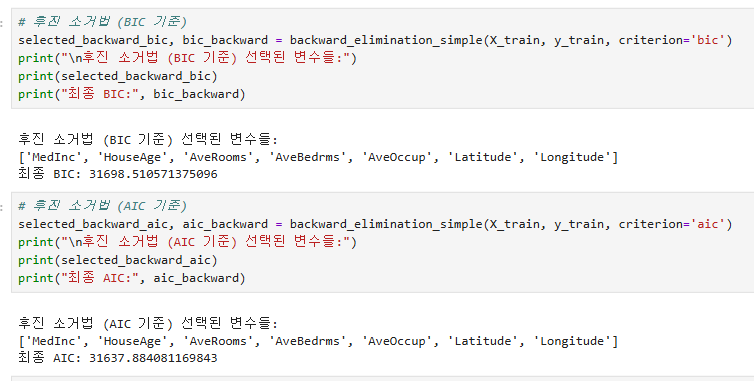 # 후진 소거법 (BIC 기준)
selected_backward_bic, bic_backward = backward_elimination_simple(X_train, y_train, criterion='bic')
print("\n후진 소거법 (BIC 기준) 선택된 변수들:")
print(selected_backward_bic)
print("최종 BIC:", bic_backward)
후진 소거법 (BIC 기준) 선택된 변수들:
['MedInc', 'HouseAge', 'AveRooms', 'AveBedrms', 'AveOccup', 'Latitude', 'Longitude']
최종 BIC: 31698.510571375096
# 후진 소거법 (AIC 기준)
selected_backward_aic, aic_backward = backward_elimination_simple(X_train, y_train, criterion='aic')
print("\n후진 소거법 (AIC 기준) 선택된 변수들:")
print(selected_backward_aic)
print("최종 AIC:", aic_backward)
후진 소거법 (AIC 기준) 선택된 변수들:
['MedInc', 'HouseAge', 'AveRooms', 'AveBedrms', 'AveOccup', 'Latitude', 'Longitude']
최종 AIC: 31637.884081169843